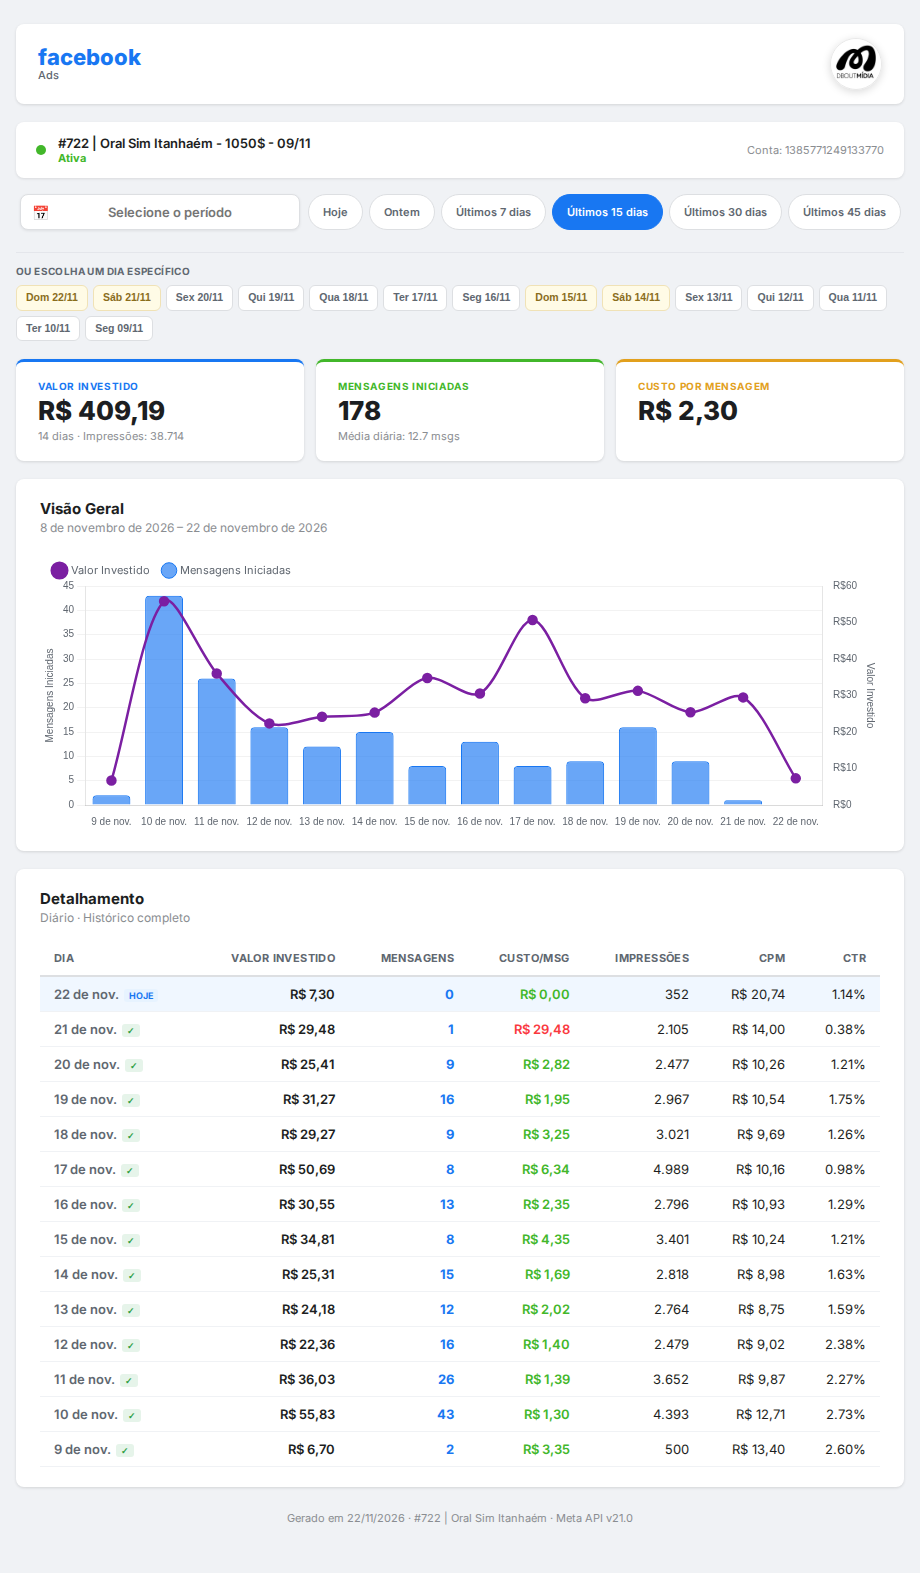 facebook
Ads
DBOUTMÍDIA
#722 | Oral Sim Itanhaém - 1050$ - 09/11
Ativa
Conta: 1385771249133770
Selecione o período
Hoje
Ontem
Últimos 7 dias
Últimos 15 dias
Últimos 30 dias
Últimos 45 dias
OU ESCOLHA UM DIA ESPECÍFICO
Dom 22/11 Sáb 21/11 Sex 20/11 Qui 19/11 Qua 18/11 Ter 17/11 Seg 16/11 Dom 15/11 Sáb 14/11 Sex 13/11 Qui 12/11 Qua 11/11
Ter 10/11 Seg 09/11
VALOR INVESTIDO
R$ 409,19
14 dias · Impressões: 38.714
MENSAGENS INICIADAS
178
Média diária: 12.7 msgs
CUSTO POR MENSAGEM
R$ 2,30
Visão Geral
8 de novembro de 2026 – 22 de novembro de 2026
Valor Investido Mensagens Iniciadas
Mensagens Iniciadas
45
40
35
30
25
20
15
10
5
0
R$60
R$50
R$40
R$30
R$20
R$10
R$0
Valor Investido
9 de nov. 10 de nov. 11 de nov. 12 de nov. 13 de nov. 14 de nov. 15 de nov. 16 de nov. 17 de nov. 18 de nov. 19 de nov. 20 de nov. 21 de nov. 22 de nov.
Detalhamento
Diário · Histórico completo
DIA VALOR INVESTIDO MENSAGENS CUSTO/MSG IMPRESSÕES CPM CTR
22 de nov. HOJE R$ 7,30 0 R$ 0,00 352 R$ 20,74 1.14%
21 de nov. ✓ R$ 29,48 1 R$ 29,48 2.105 R$ 14,00 0.38%
20 de nov. ✓ R$ 25,41 9 R$ 2,82 2.477 R$ 10,26 1.21%
19 de nov. ✓ R$ 31,27 16 R$ 1,95 2.967 R$ 10,54 1.75%
18 de nov. ✓ R$ 29,27 9 R$ 3,25 3.021 R$ 9,69 1.26%
17 de nov. ✓ R$ 50,69 8 R$ 6,34 4.989 R$ 10,16 0.98%
16 de nov. ✓ R$ 30,55 13 R$ 2,35 2.796 R$ 10,93 1.29%
15 de nov. ✓ R$ 34,81 8 R$ 4,35 3.401 R$ 10,24 1.21%
14 de nov. ✓ R$ 25,31 15 R$ 1,69 2.818 R$ 8,98 1.63%
13 de nov. ✓ R$ 24,18 12 R$ 2,02 2.764 R$ 8,75 1.59%
12 de nov. ✓ R$ 22,36 16 R$ 1,40 2.479 R$ 9,02 2.38%
11 de nov. ✓ R$ 36,03 26 R$ 1,39 3.652 R$ 9,87 2.27%
10 de nov. ✓ R$ 55,83 43 R$ 1,30 4.393 R$ 12,71 2.73%
9 de nov. ✓ R$ 6,70 2 R$ 3,35 500 R$ 13,40 2.60%
Gerado em 22/11/2026 · #722 | Oral Sim Itanhaém · Meta API v21.0